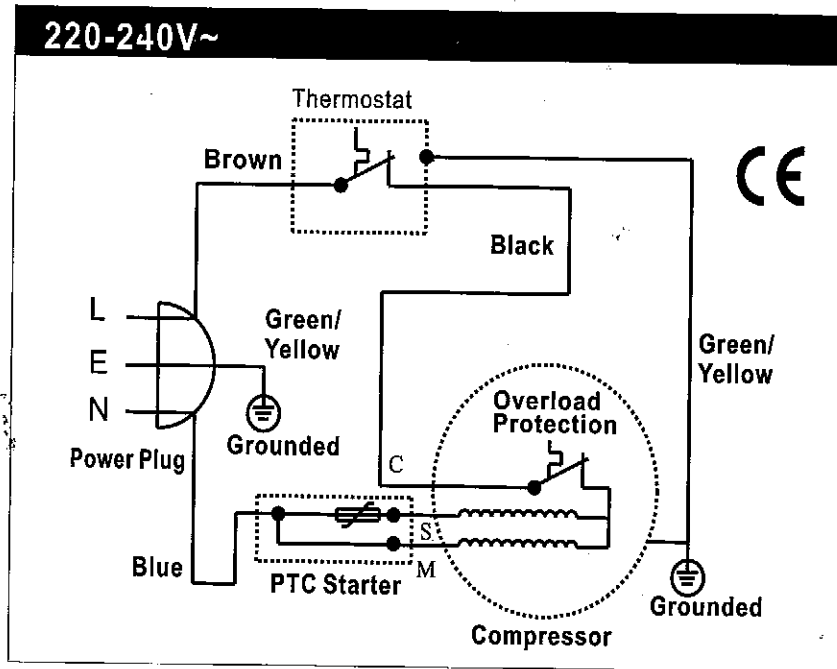 220-240V~
Thermostat
Brown
CE
Black
L
Green/
Yellow
Green/
Yellow
E
Overload
Protection
N
Grounded
Power Plug
C
S
Blue
PTC Starter
M
Grounded
Compressor